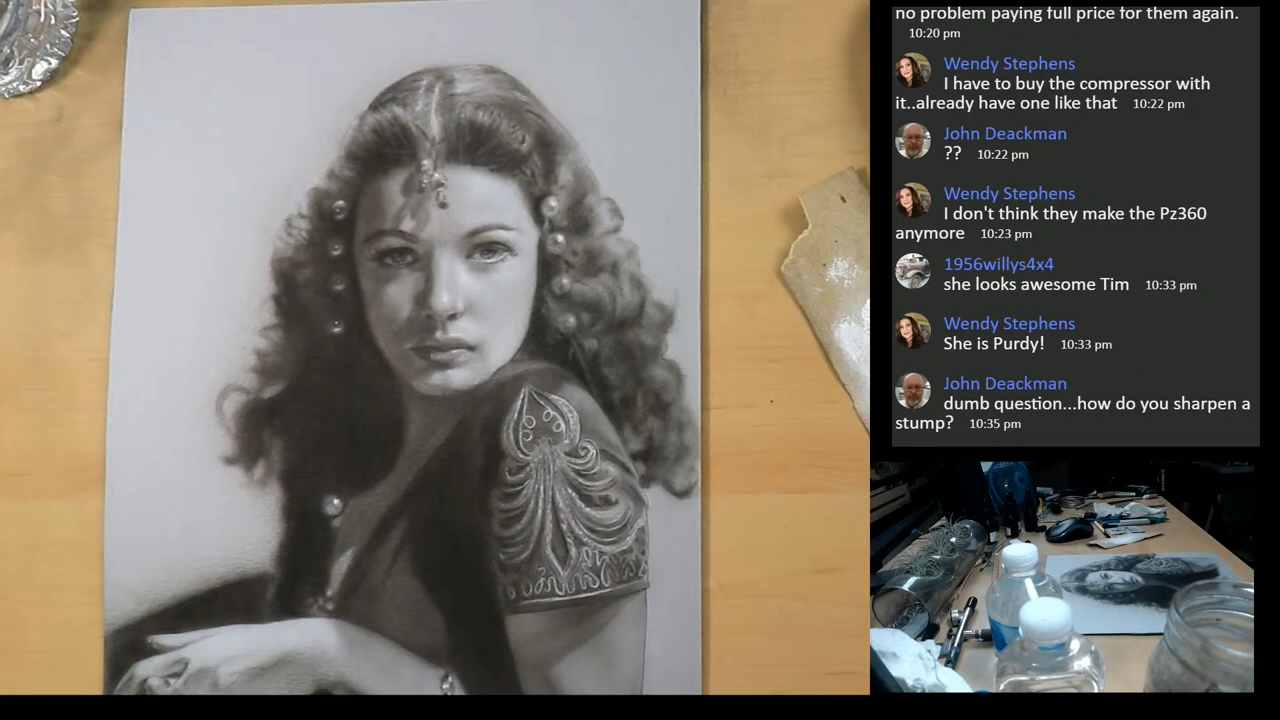 no problem paying full price for them again.
10:20 pm
Wendy Stephens
I have to buy the compressor with
it..already have one like that 10:22 pm
John Deackman
?? 10:22 pm
Wendy Stephens
I don't think they make the Pz360
anymore 10:23 pm
1956willys4x4
she looks awesome Tim 10:33 pm
Wendy Stephens
She is Purdy! 10:33 pm
John Deackman
dumb question...how do you sharpen a
stump? 10:35 pm